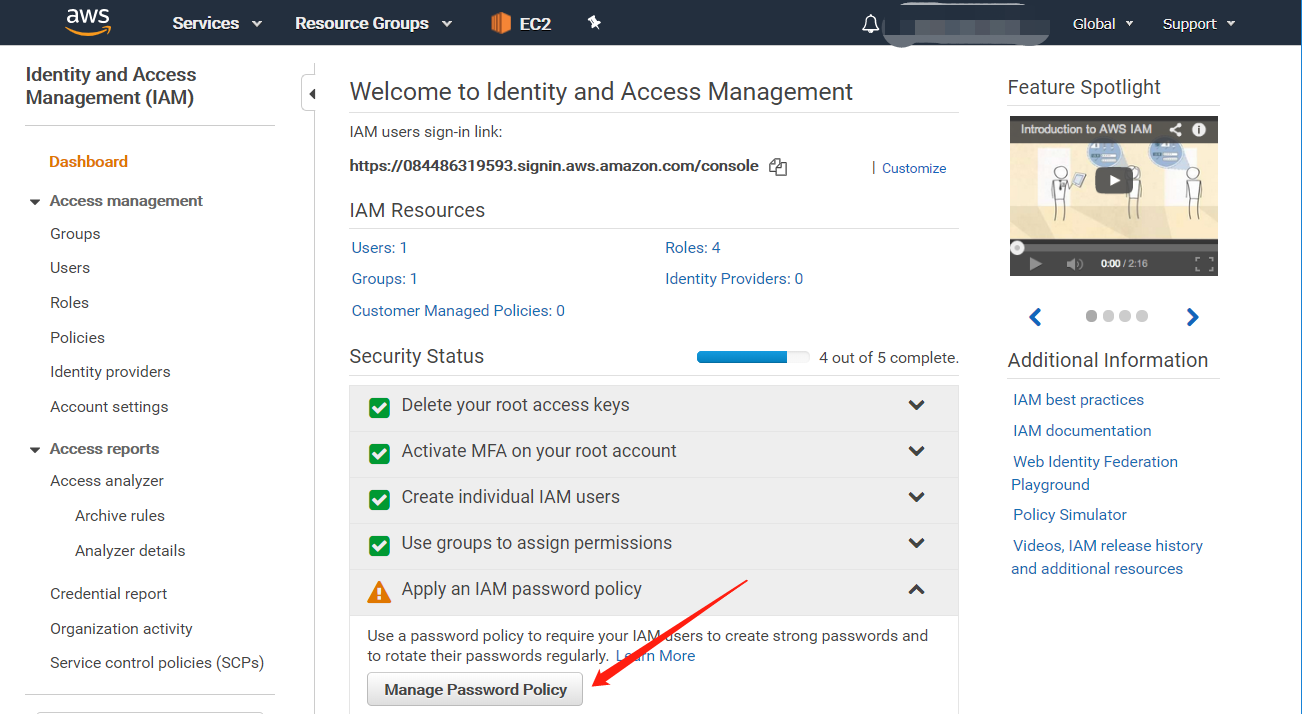 aws Services Resource Groups EC2 Global Support
Identity and Access
Management (IAM)
Dashboard
Access management
Groups
Users
Roles
Policies
Identity providers
Account settings
Access reports
Access analyzer
Archive rules
Analyzer details
Credential report
Organization activity
Service control policies (SCPs)
Welcome to Identity and Access Management
IAM users sign-in link:
https://084486319593.signin.aws.amazon.com/console | Customize
IAM Resources
Users: 1 Roles: 4
Groups: 1 Identity Providers: 0
Customer Managed Policies: 0
Security Status 4 out of 5 complete.
Delete your root access keys
Activate MFA on your root account
Create individual IAM users
Use groups to assign permissions
Apply an IAM password policy
Use a password policy to require your IAM users to create strong passwords and
to rotate their passwords regularly. Learn More
Manage Password Policy
Feature Spotlight
Introduction to AWS IAM
0:00 / 2:16
Additional Information
IAM best practices
IAM documentation
Web Identity Federation
Playground
Policy Simulator
Videos, IAM release history
and additional resources